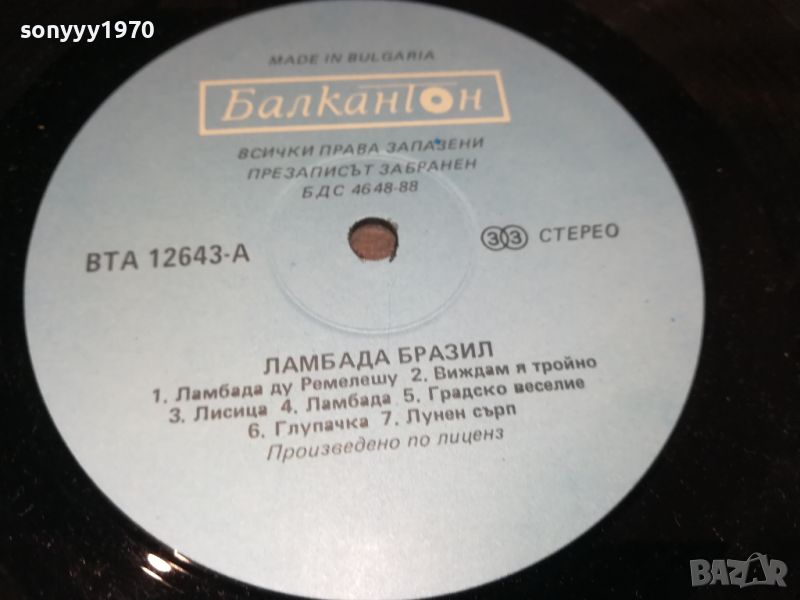 sonyyy1970
MADE IN BULGARIA
Балкантон
ВСИЧКИ ПРАВА ЗАПАЗЕНИ
ПРЕЗАПИСЪТ ЗАБРАНЕН
БДС 4648-88
ВТА 12643-А
33 СТЕРЕО
ЛАМБАДА БРАЗИЛ
1. Ламбада ду Ремелешу 2. Виждам я тройно
3. Лисица 4. Ламбада 5. Градско веселие
6. Глупачка 7. Лунен сърп
Произведено по лиценз
BAZAR